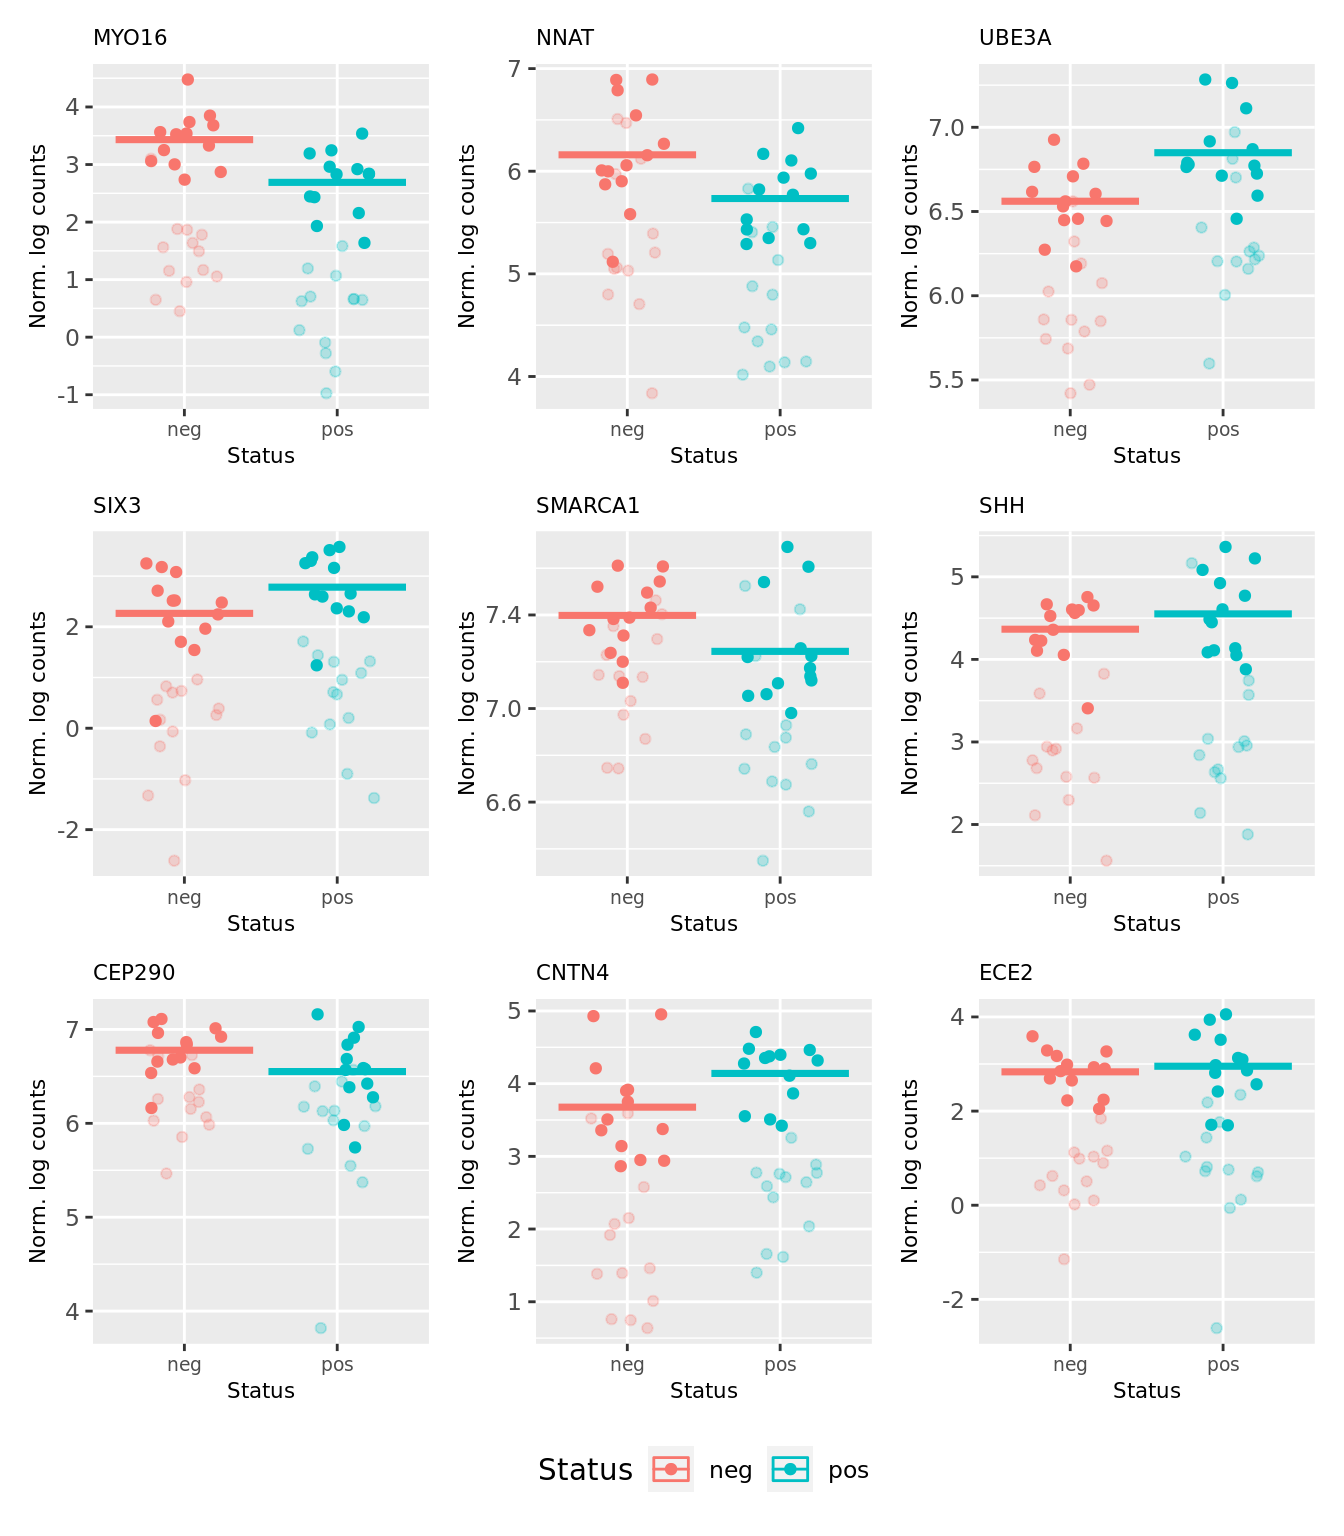 MYO16
NNAT
UBE3A
Norm. log counts
4
3
2
1
0
-1
neg
pos
Status
Norm. log counts
7
6
5
4
neg
pos
Status
Norm. log counts
7.0
6.5
6.0
5.5
neg
pos
Status
SIX3
SMARCA1
SHH
Norm. log counts
2
0
-2
neg
pos
Status
Norm. log counts
7.4
7.0
6.6
neg
pos
Status
Norm. log counts
5
4
3
2
neg
pos
Status
CEP290
CNTN4
ECE2
Norm. log counts
7
6
5
4
neg
pos
Status
Norm. log counts
5
4
3
2
1
neg
pos
Status
Norm. log counts
4
2
0
-2
neg
pos
Status
Status neg pos